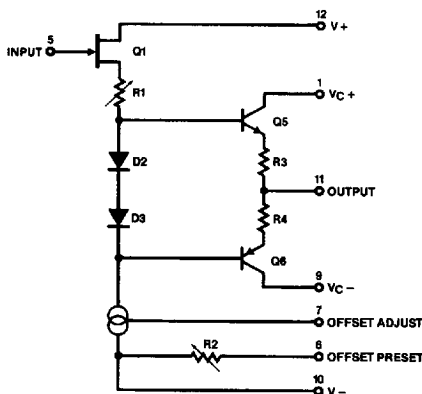 12
V+
5
INPUT
Q1
R1
1
VC+
Q5
D2
R3
11
OUTPUT
D3
R4
Q6
9
VC-
7
OFFSET ADJUST
6
R2
OFFSET PRESET
10
V-